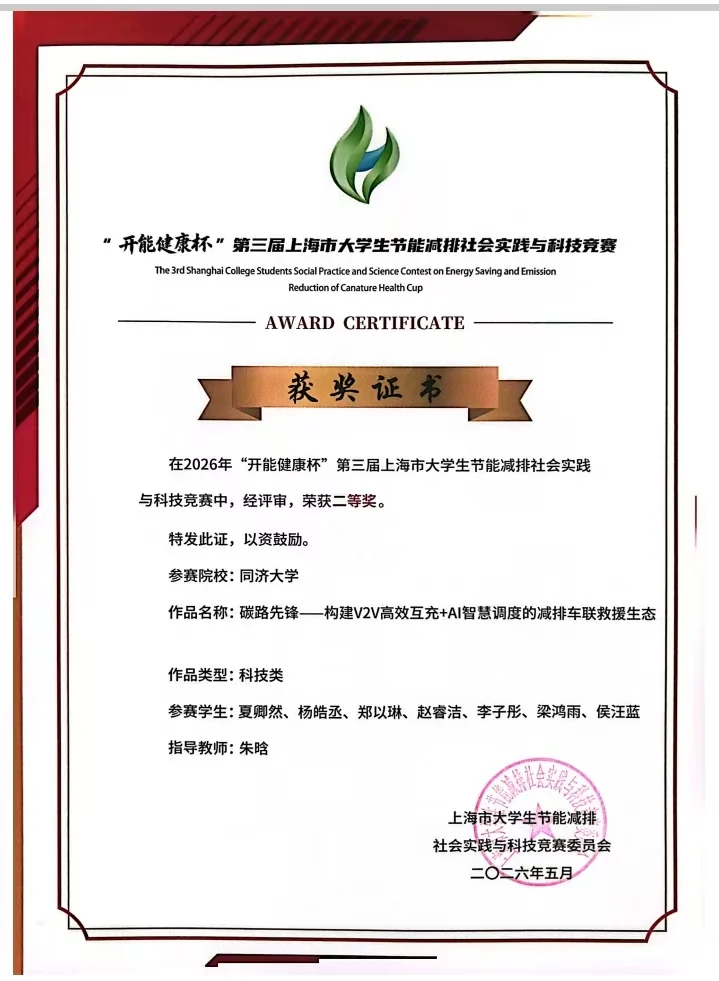 “开能健康杯”第三届上海市大学生节能减排社会实践与科技竞赛
The 3rd Shanghai College Students Social Practice and Science Contest on Energy Saving and Emission
Reduction of Canature Health Cup
AWARD CERTIFICATE
获奖证书
在2026年“开能健康杯”第三届上海市大学生节能减排社会实践
与科技竞赛中，经评审，荣获二等奖。
特发此证，以资鼓励。
参赛院校：同济大学
作品名称：碳路先锋——构建V2V高效互充+AI智慧调度的减排车联救援生态
作品类型：科技类
参赛学生：夏卿然、杨皓丞、郑以琳、赵睿洁、李子彤、梁鸿雨、侯汪蓝
指导教师：朱晗
上海市大学生节能减排
社会实践与科技竞赛委员会
二〇二六年五月